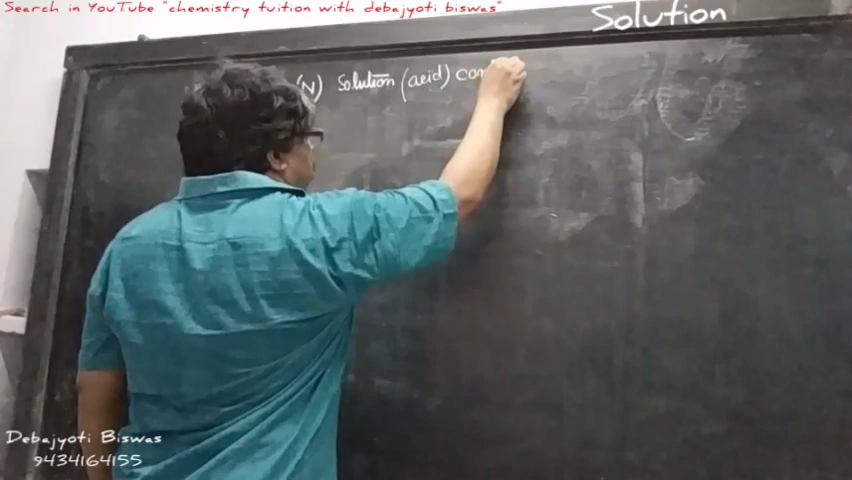 Search in YouTube "chemistry tuition with debajyoti biswas"
Solution
(N) Solution (acid) con
Debajyoti Biswas
9434164155